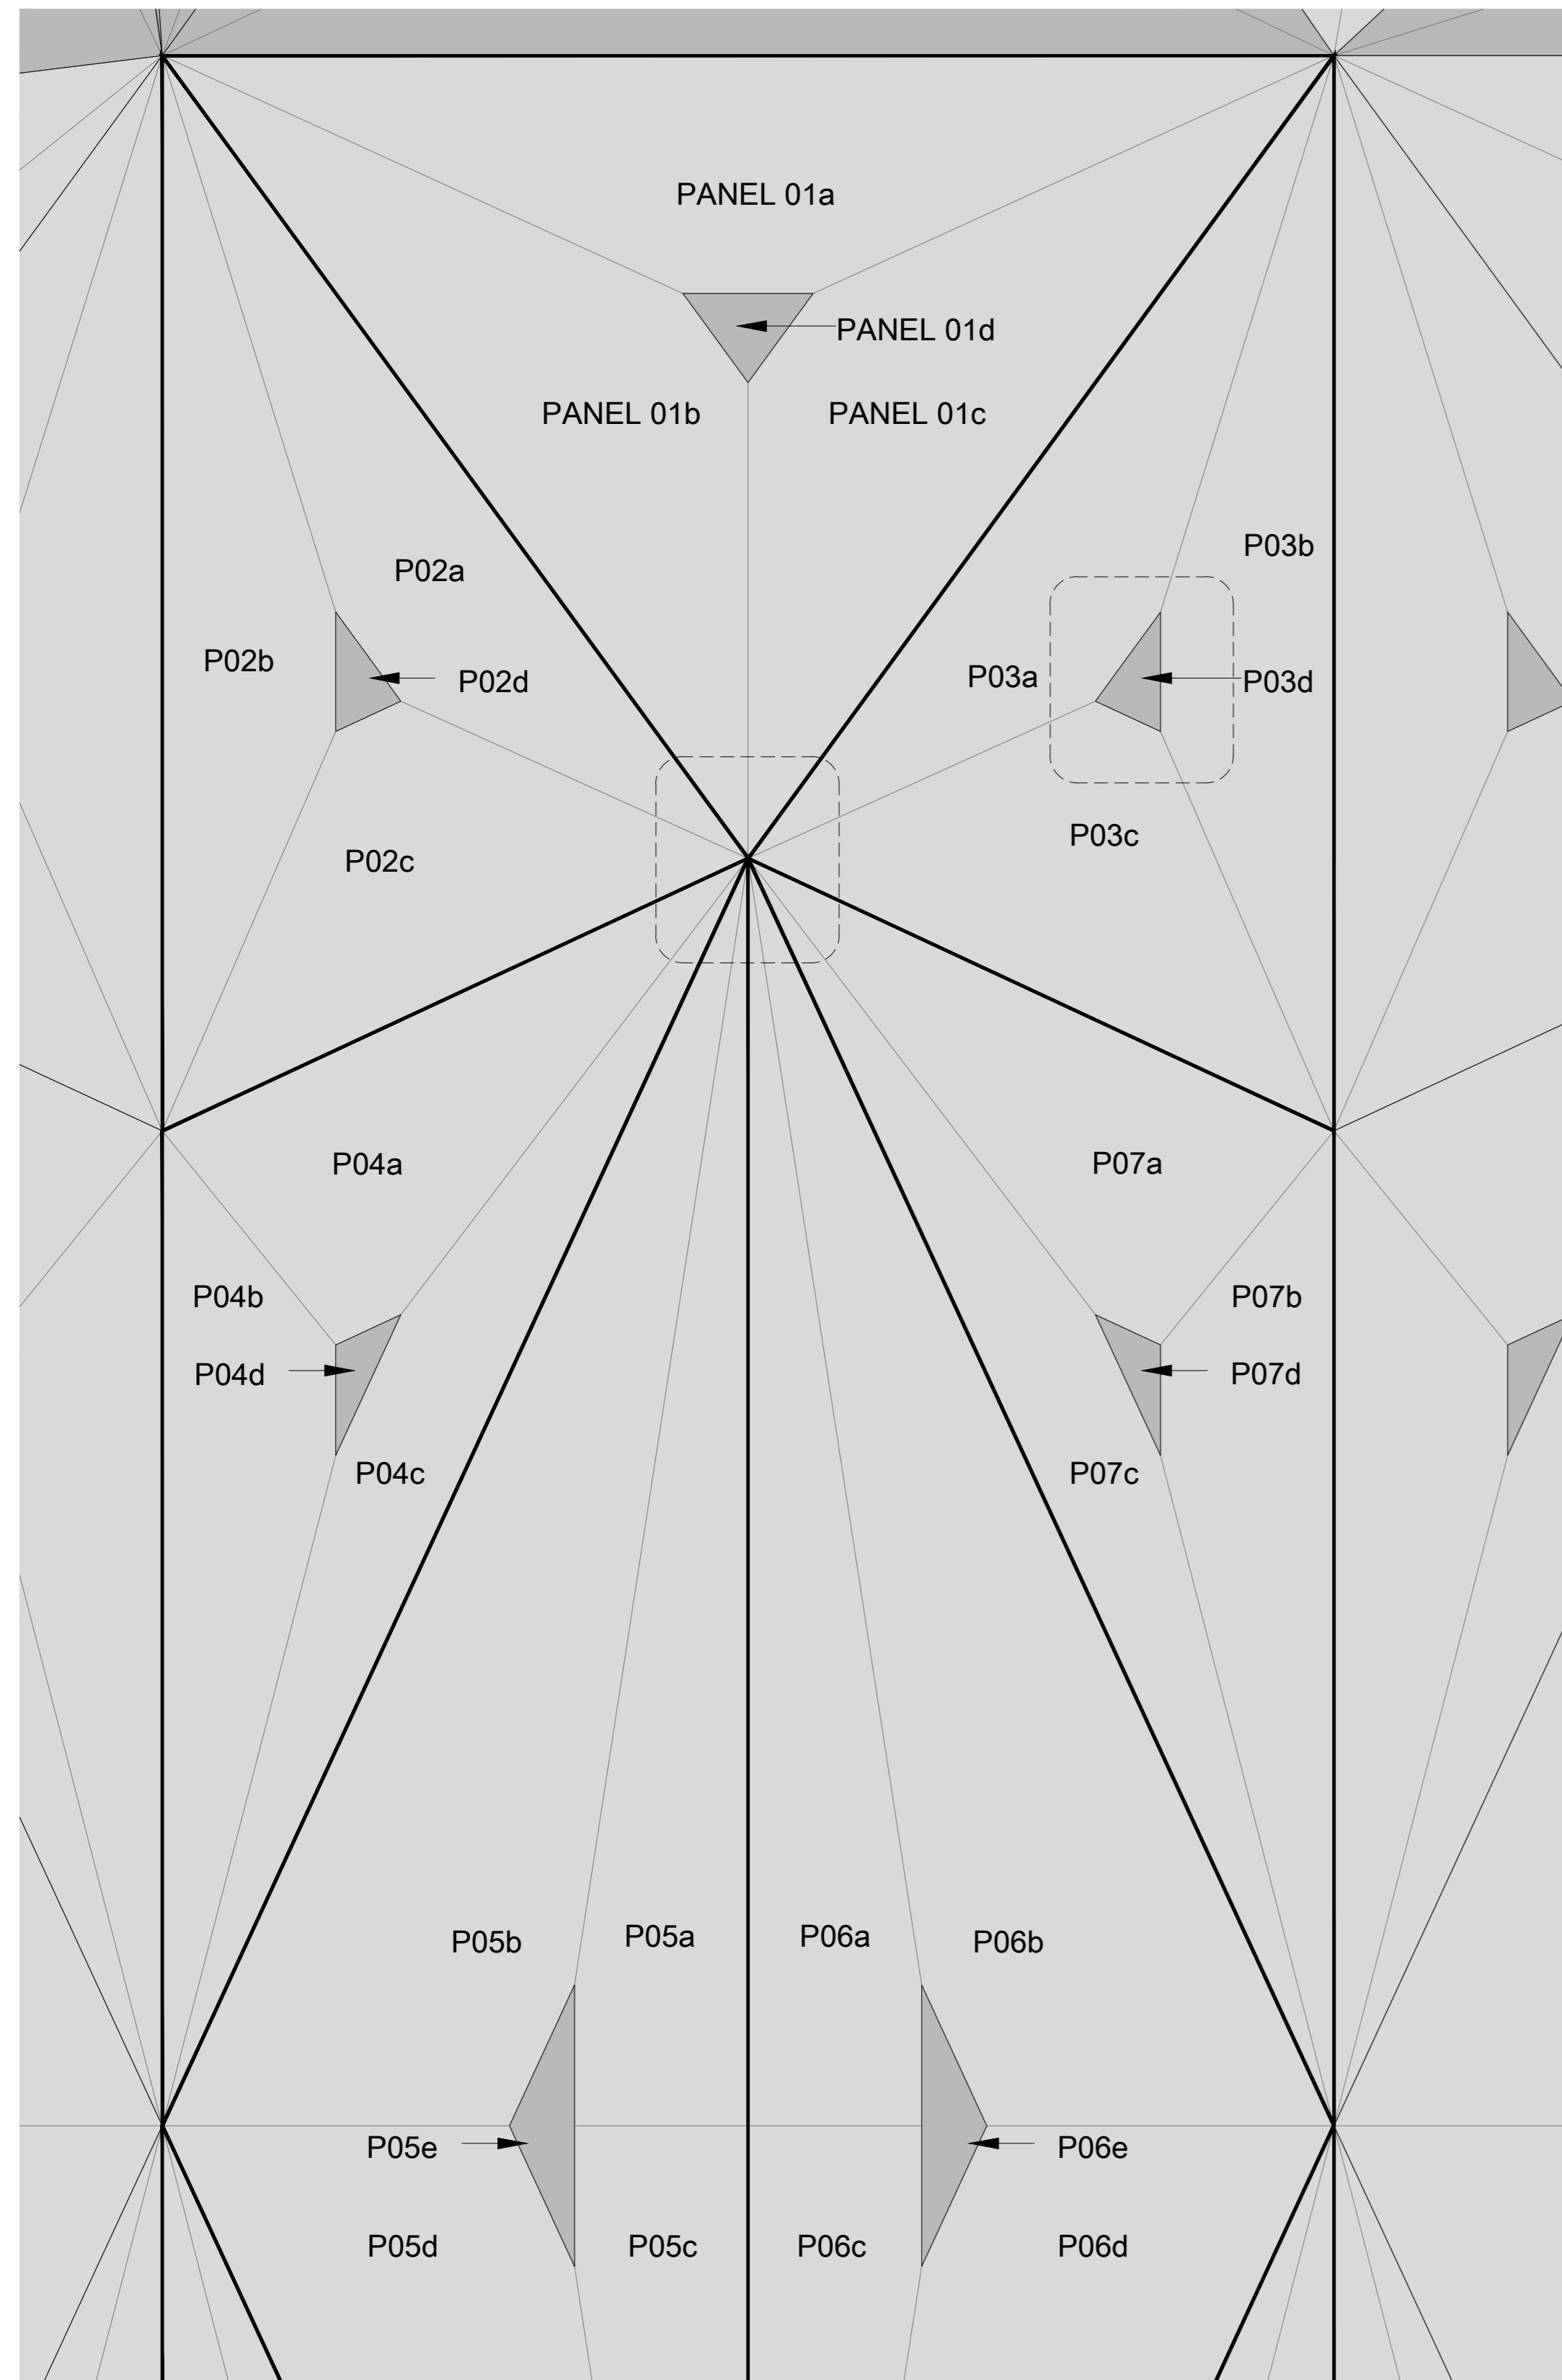 PANEL 01a
PANEL 01d
PANEL 01b
PANEL 01c
P03b
P02a
P02b
P03a
P02d
P03d
P03c
P02c
P04a
P07a
P04b
P07b
P04d
P07d
P04c
P07c
P05b
P05a
P06a
P06b
P05e
P06e
P05d
P05c
P06c
P06d